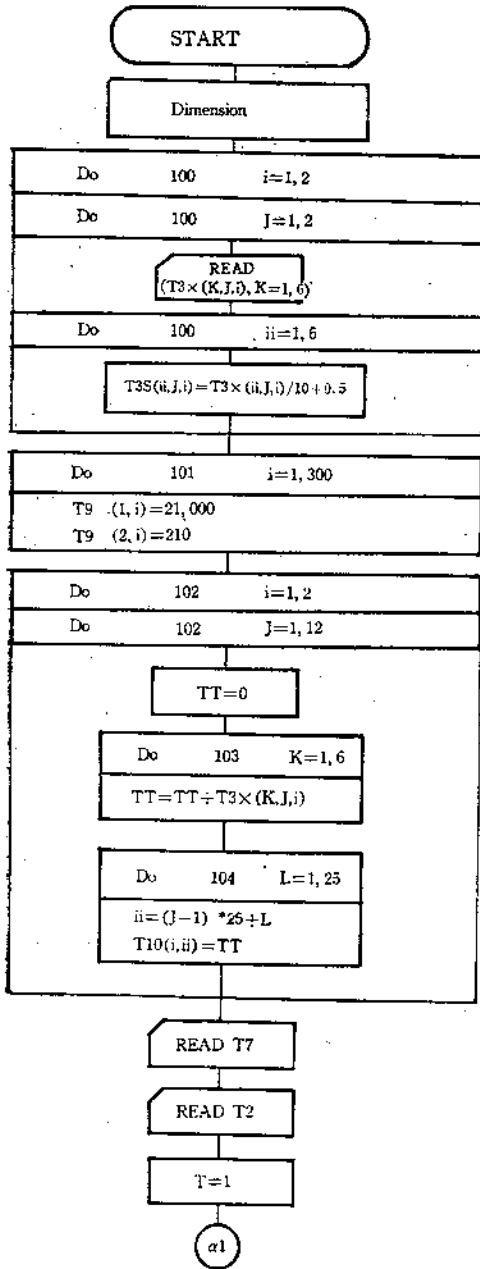 START
Dimension
Do 100 i=1, 2
Do 100 J=1, 2
READ
(T3×(K,J,i), K=1, 6)
Do 100 ii=1, 6
T3S(ii,J,i)=T3×(ii,J,i)/10+0.5
Do 101 i=1, 300
T9 (1, i)=21,000
T9 (2, i)=210
Do 102 i=1, 2
Do 102 J=1, 12
TT=0
Do 103 K=1, 6
TT=TT+T3×(K,J,i)
Do 104 L=1, 25
ii=(J-1) *25+L
T10(i,ii)=TT
READ T7
READ T2
T=1
α1